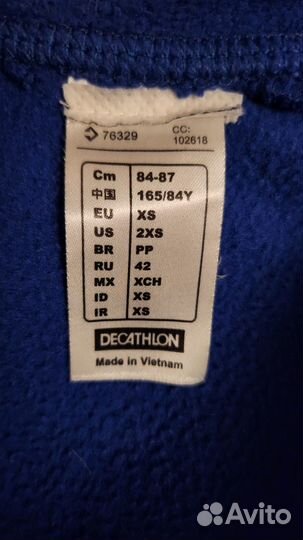 76329 CC: 102618
Cm 84-87
中国 165/84Y
EU XS
US 2XS
BR PP
RU 42
MX XCH
ID XS
IR XS
DECATHLON
Made in Vietnam
Avito